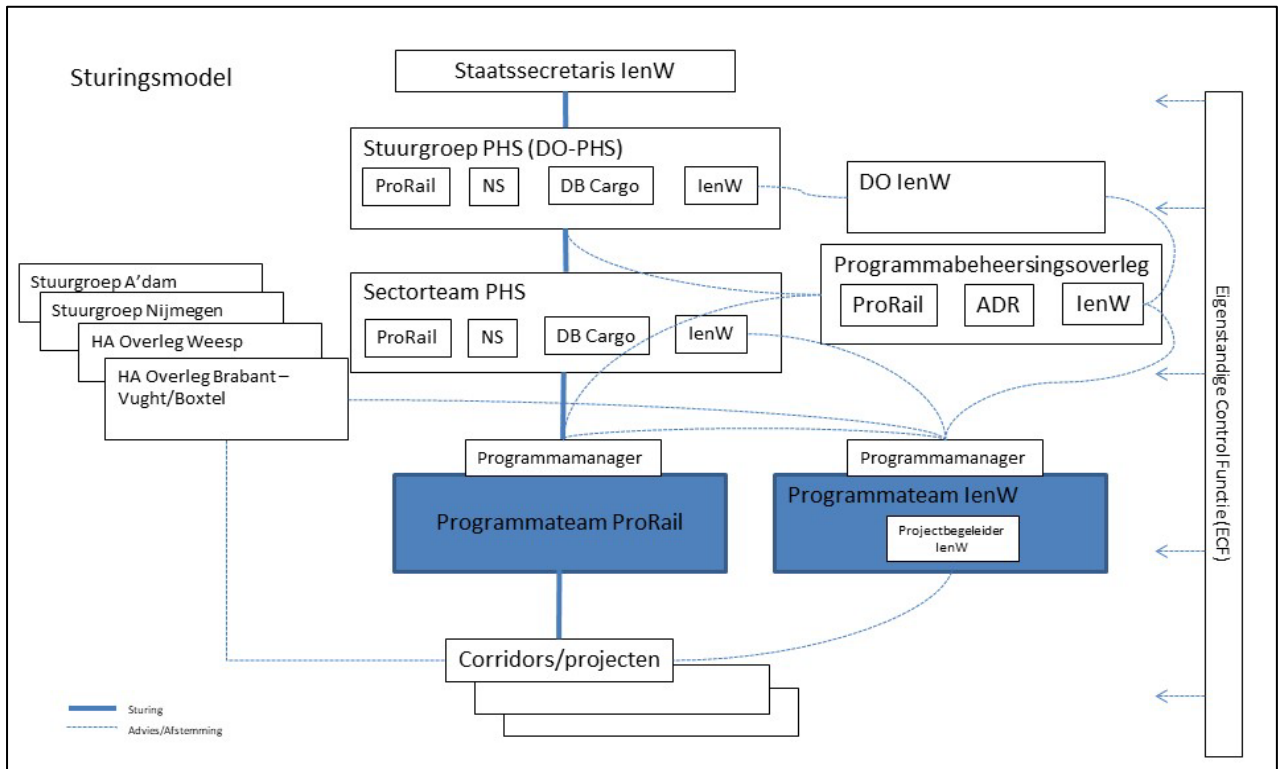 Sturingsmodel
Staatssecretaris IenW
Stuurgroep PHS (DO-PHS)
ProRail
NS
DB Cargo
IenW
DO IenW
Programmabeheersingsoverleg
ProRail
ADR
IenW
Stuurgroep A’dam
Stuurgroep Nijmegen
HA Overleg Weesp
HA Overleg Brabant –
Vught/Boxtel
Sectorteam PHS
ProRail
NS
DB Cargo
IenW
Programmamanager
Programmateam ProRail
Programmamanager
Programmateam IenW
Projectbegeleider
IenW
Corridors/projecten
Eigenstandige Control Functie (ECF)
Sturing
Advies/Afstemming